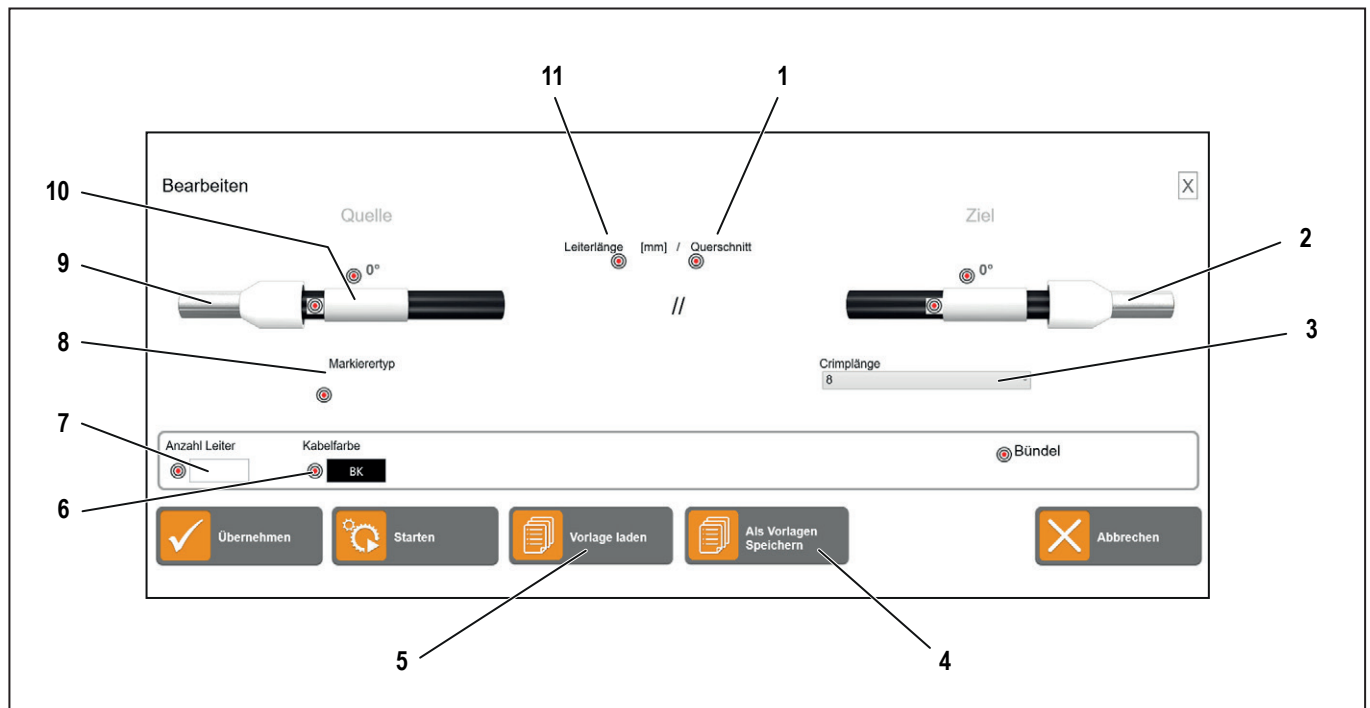 11 1
Bearbeiten X
10 Quelle Ziel
Leiterlänge [mm] / Querschnitt
2
9 0° 0°
//
3
8 Markierertyp Crimplänge
8
7 Anzahl Leiter Kabelfarbe Bündel
BK
6
Übernehmen Starten Vorlage laden Als Vorlagen
Speichern Abbrechen
5 4